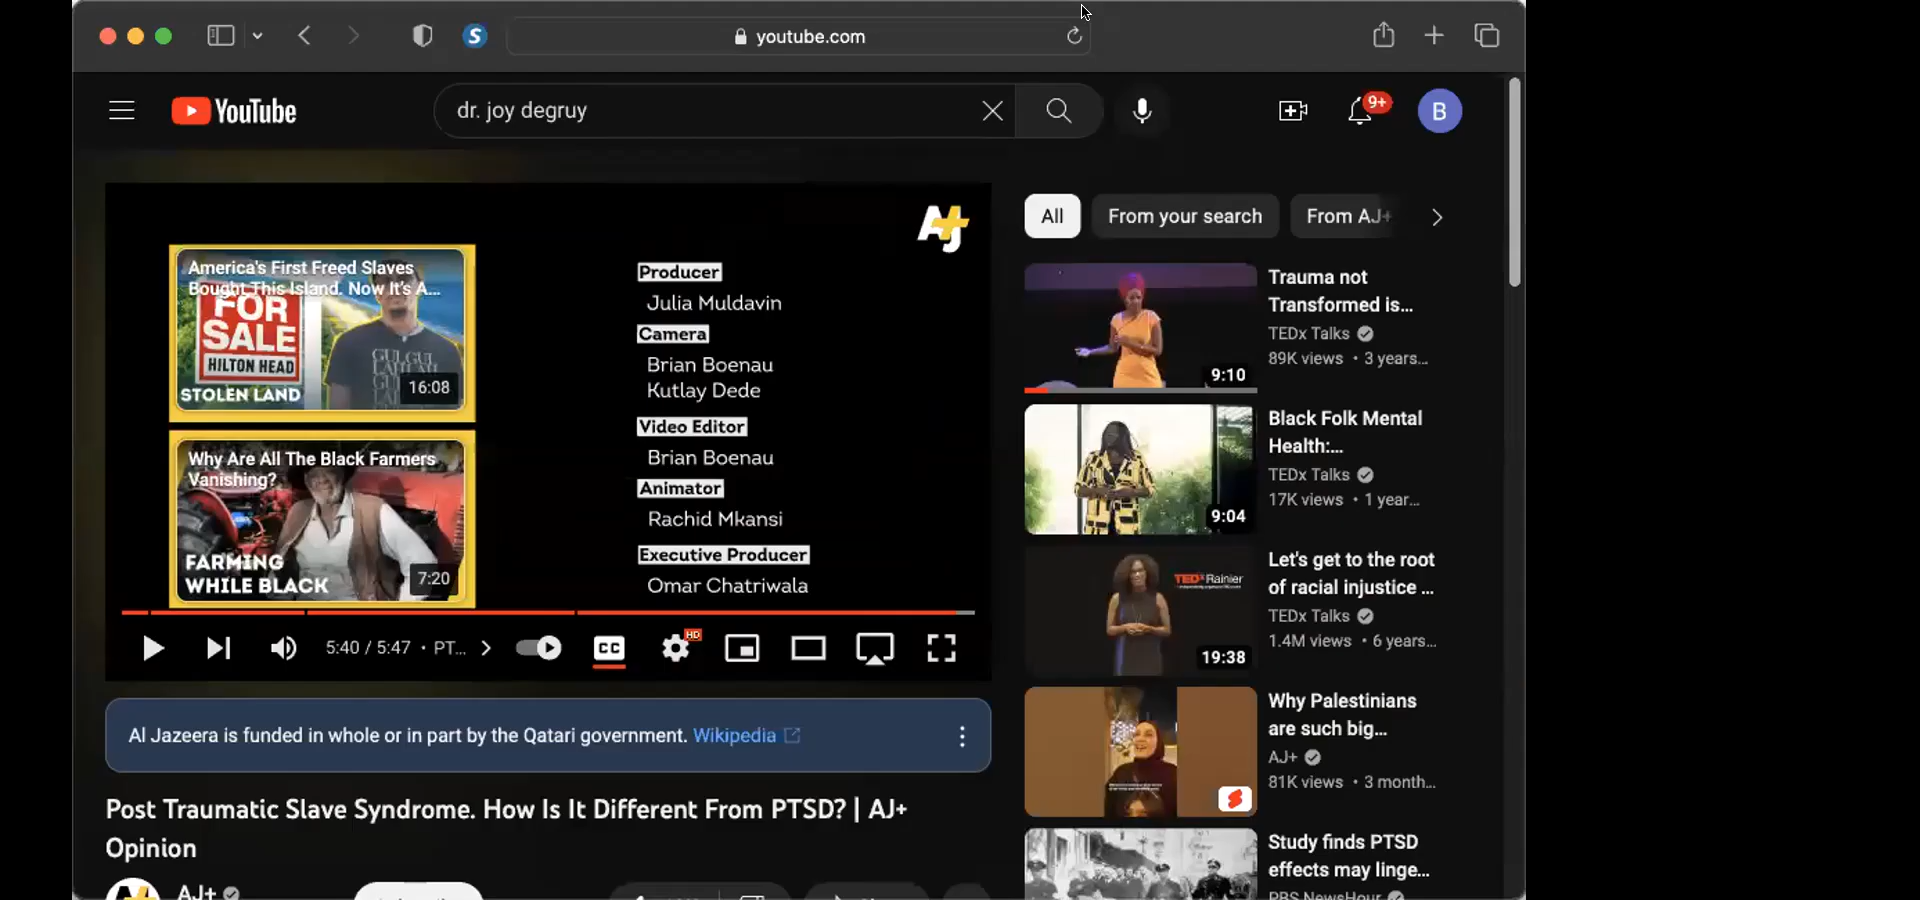 youtube.com
YouTube
dr. joy degruy
9+
B
America's First Freed Slaves
Bought This Island. Now It's A...
FOR
SALE
HILTON HEAD
STOLEN LAND
16:08
Why Are All The Black Farmers
Vanishing?
FARMING
WHILE BLACK
7:20
AJ+
Producer
Julia Muldavin
Camera
Brian Boenau
Kutlay Dede
Video Editor
Brian Boenau
Animator
Rachid Mkansi
Executive Producer
Omar Chatriwala
5:40 / 5:47 • PT...
CC
HD
Al Jazeera is funded in whole or in part by the Qatari government. Wikipedia
Post Traumatic Slave Syndrome. How Is It Different From PTSD? | AJ+
Opinion
AJ+
All
From your search
From AJ+
9:10
Trauma not
Transformed is...
TEDx Talks
89K views • 3 years...
9:04
Black Folk Mental
Health:...
TEDx Talks
17K views • 1 year...
TEDxRainier
19:38
Let's get to the root
of racial injustice ...
TEDx Talks
1.4M views • 6 years...
Why Palestinians
are such big...
AJ+
81K views • 3 month...
Study finds PTSD
effects may linge...
PBS NewsHour